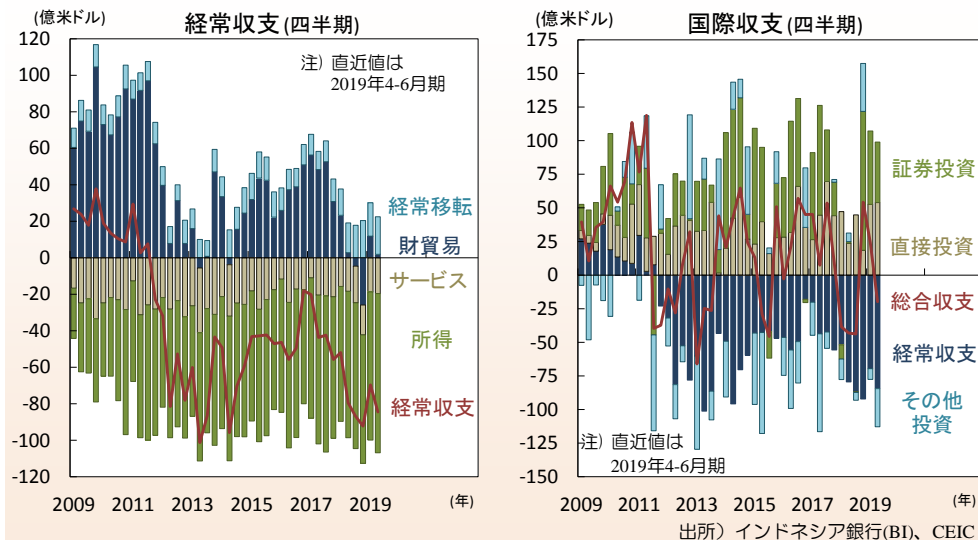 (億米ドル)
経常収支 (四半期)
120
100
80
60
40
20
0
-20
-40
-60
-80
-100
-120
注) 直近値は
2019年4-6月期
経常移転
財貿易
サービス
所得
経常収支
2009 2011 2013 2015 2017 2019 (年)
(億米ドル)
国際収支 (四半期)
175
150
125
100
75
50
25
0
-25
-50
-75
-100
-125
-150
証券投資
直接投資
総合収支
経常収支
その他
投資
注) 直近値は
2019年4-6月期
2009 2011 2013 2015 2017 2019 (年)
出所）インドネシア銀行(BI)、CEIC